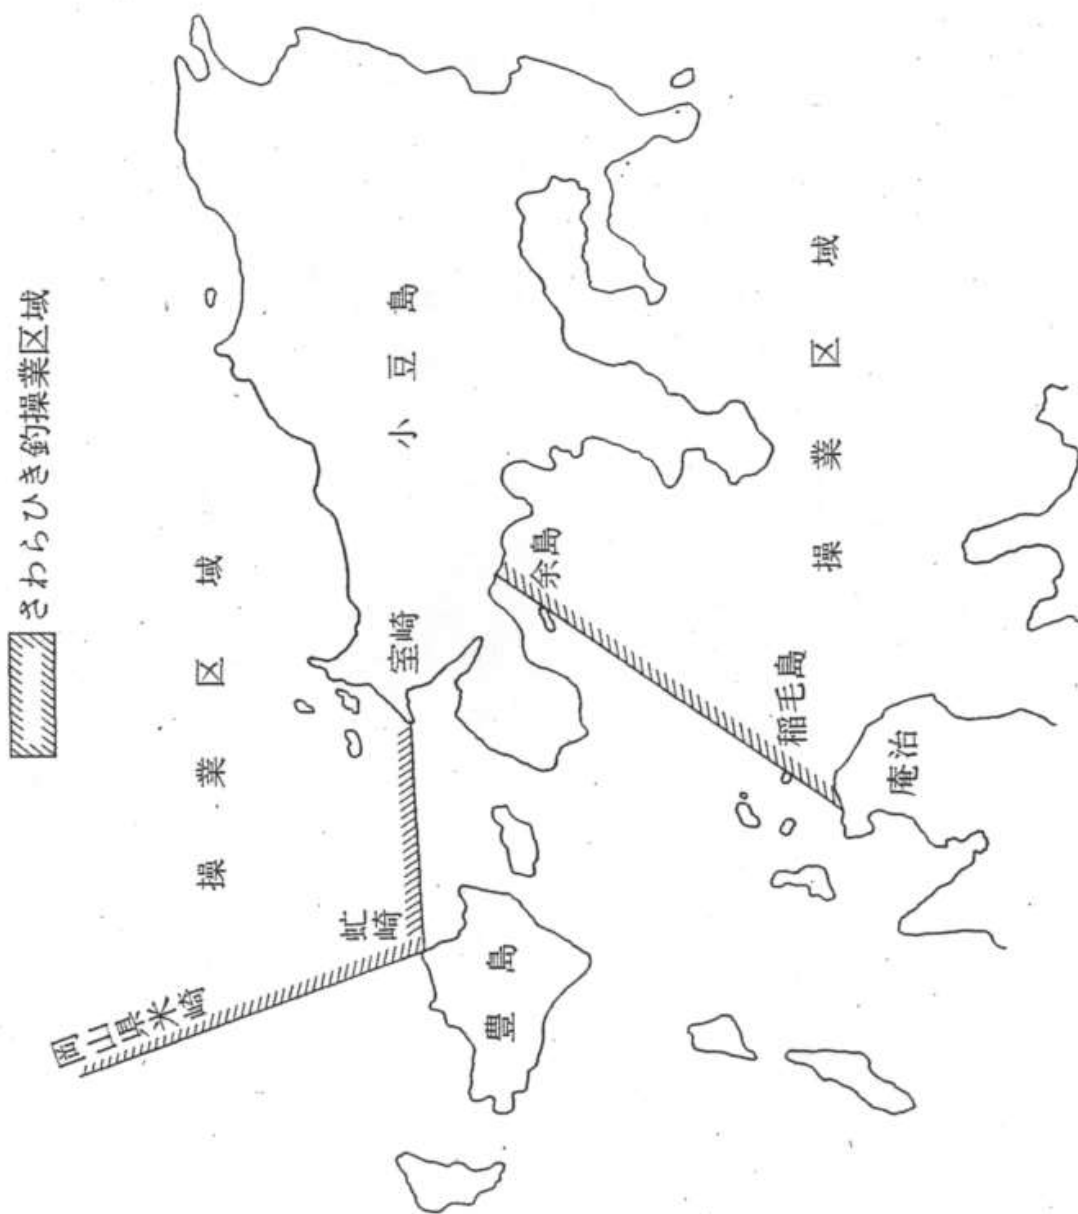 さわらひき釣操業区域
操業区域
岡山県米崎
虻崎
室崎
小豆島
豊島
余島
稲毛島
庵治
操業区域